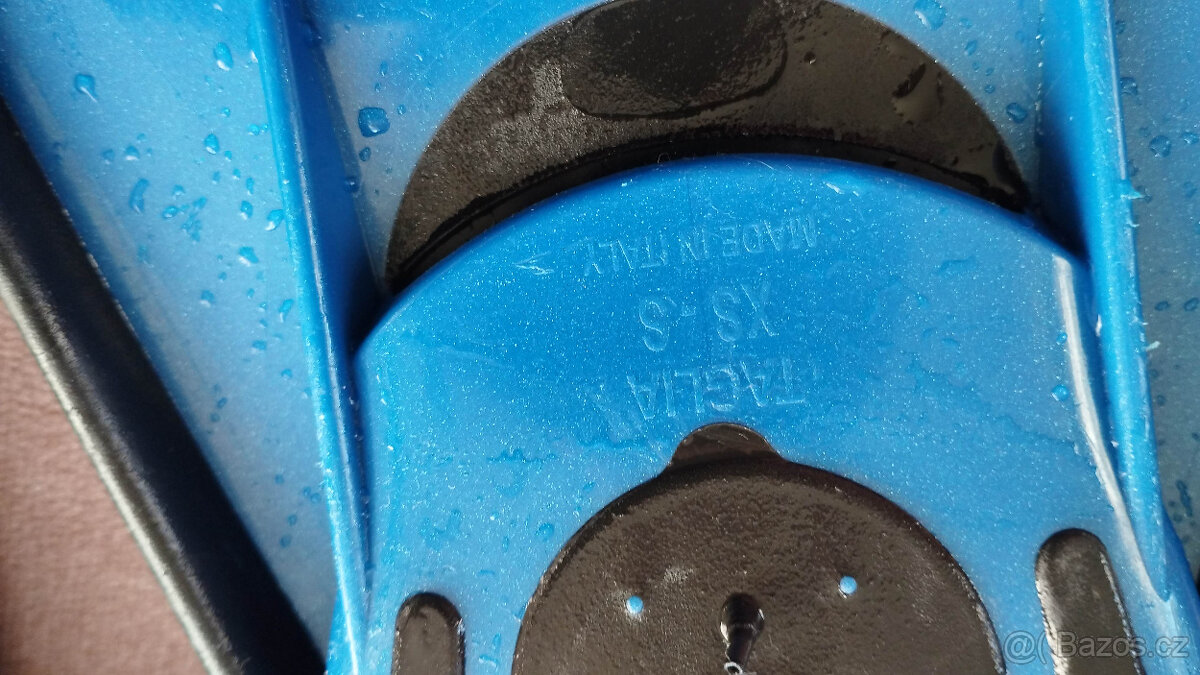 TAGLIA
XS-S
MADE IN ITALY
@ Bazos.cz